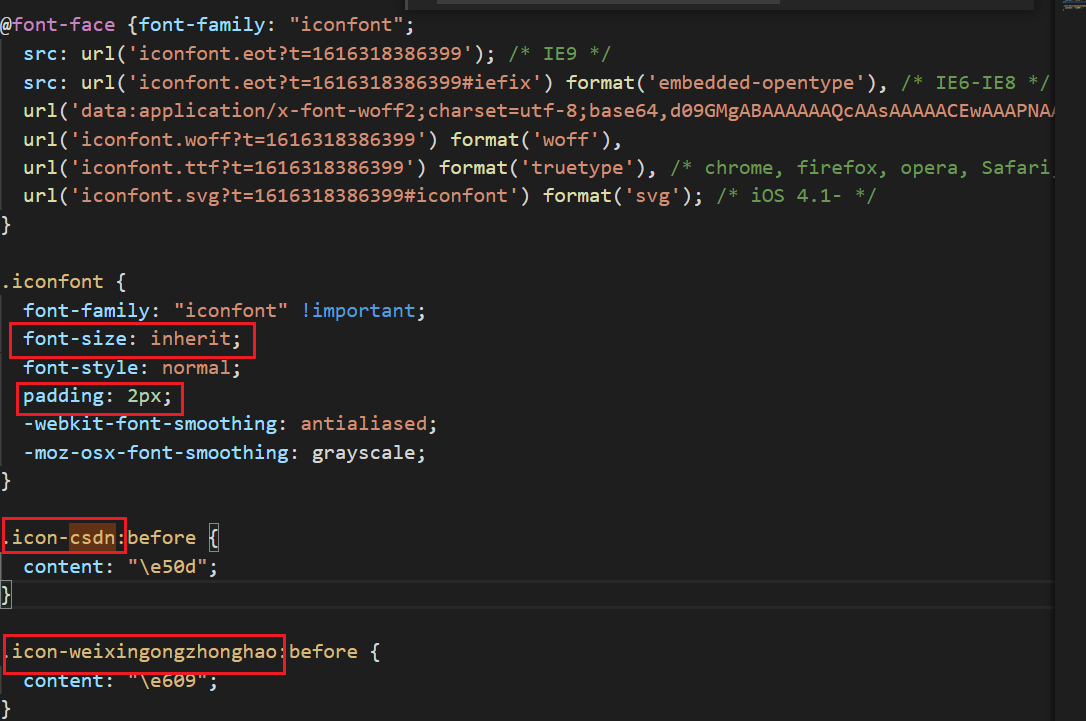 @font-face {font-family: "iconfont";
  src: url('iconfont.eot?t=1616318386399'); /* IE9 */
  src: url('iconfont.eot?t=1616318386399#iefix') format('embedded-opentype'), /* IE6-IE8 */
  url('data:application/x-font-woff2;charset=utf-8;base64,d09GMgABAAAAAAQcAAsAAAAACEwAAAPNAA
  url('iconfont.woff?t=1616318386399') format('woff'),
  url('iconfont.ttf?t=1616318386399') format('truetype'), /* chrome, firefox, opera, Safari,
  url('iconfont.svg?t=1616318386399#iconfont') format('svg'); /* iOS 4.1- */
}
.iconfont {
  font-family: "iconfont" !important;
  font-size: inherit;
  font-style: normal;
  padding: 2px;
  -webkit-font-smoothing: antialiased;
  -moz-osx-font-smoothing: grayscale;
}
.icon-csdn:before {
  content: "\e50d";
}
.icon-weixingongzhonghao:before {
  content: "\e609";
}